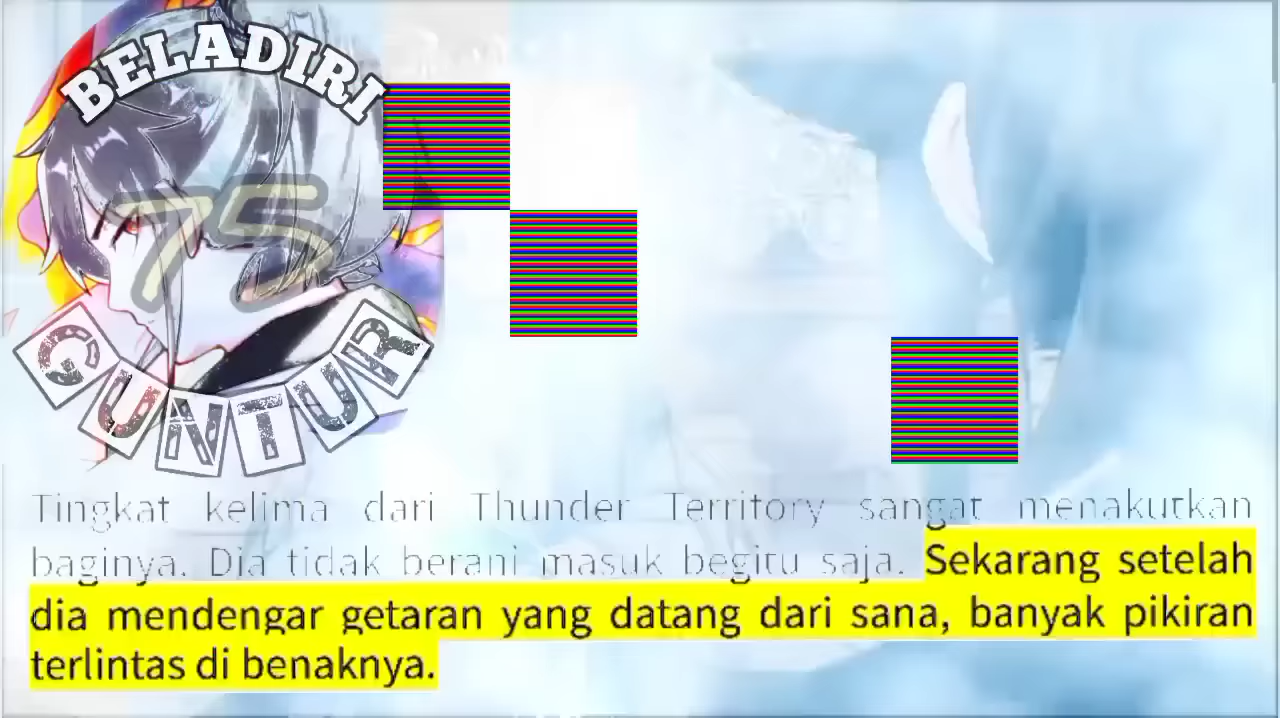 BELADIRI
75
GUNTUR
Tingkat kelima dari Thunder Territory sangat menakutkan
baginya. Dia tidak berani masuk begitu saja. Sekarang setelah
dia mendengar getaran yang datang dari sana, banyak pikiran
terlintas di benaknya.